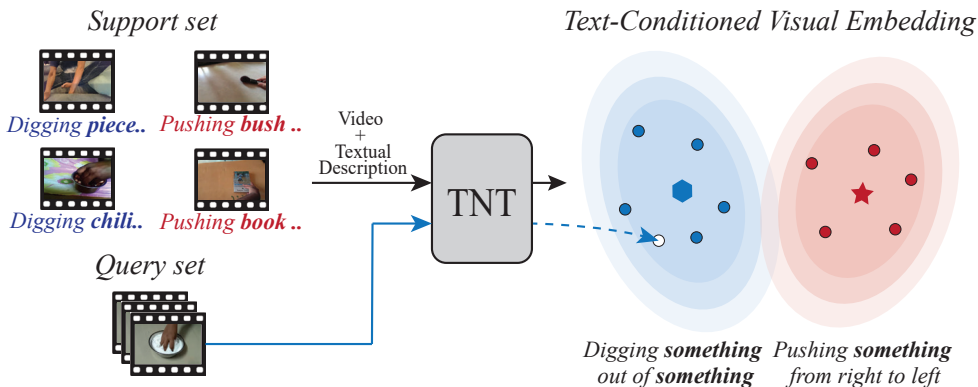 Support set
Text-Conditioned Visual Embedding
Digging piece..
Pushing bush ..
Digging chili..
Pushing book ..
Video
+
Textual
Description
TNT
Query set
Digging something
out of something
Pushing something
from right to left